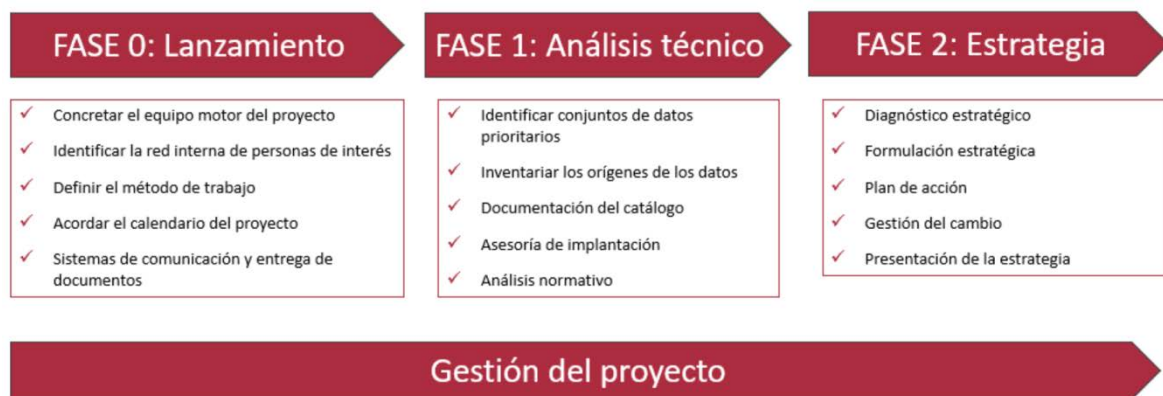 FASE 0: Lanzamiento
Concretar el equipo motor del proyecto
Identificar la red interna de personas de interés
Definir el método de trabajo
Acordar el calendario del proyecto
Sistemas de comunicación y entrega de
documentos
FASE 1: Análisis técnico
Identificar conjuntos de datos
prioritarios
Inventariar los orígenes de los datos
Documentación del catálogo
Asesoría de implantación
Análisis normativo
FASE 2: Estrategia
Diagnóstico estratégico
Formulación estratégica
Plan de acción
Gestión del cambio
Presentación de la estrategia
Gestión del proyecto